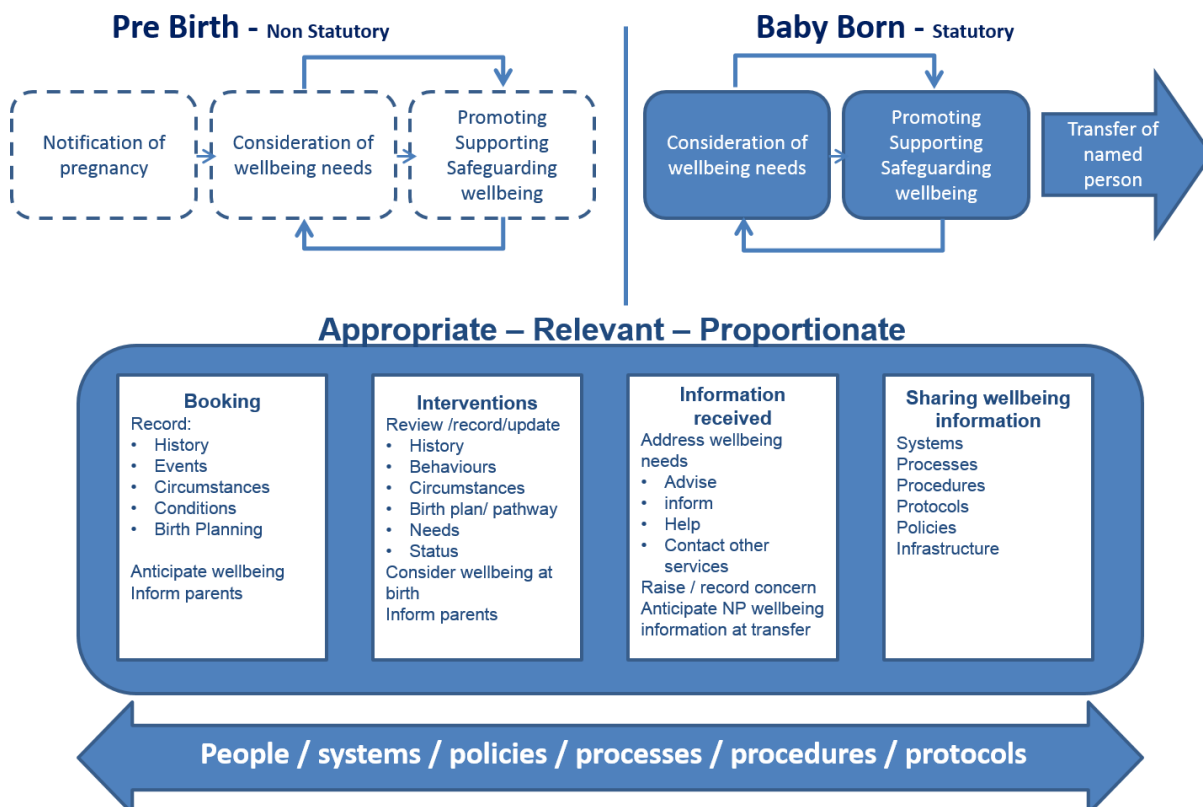 Pre Birth - Non Statutory
Notification of
pregnancy
Consideration of
wellbeing needs
Promoting
Supporting
Safeguarding
wellbeing
Baby Born - Statutory
Consideration of
wellbeing needs
Promoting
Supporting
Safeguarding
wellbeing
Transfer of
named
person
Appropriate – Relevant – Proportionate
Booking
Record:
• History
• Events
• Circumstances
• Conditions
• Birth Planning
Anticipate wellbeing
Inform parents
Interventions
Review /record/update
• History
• Behaviours
• Circumstances
• Birth plan/ pathway
• Needs
• Status
Consider wellbeing at
birth
Inform parents
Information
received
Address wellbeing
needs
• Advise
• inform
• Help
• Contact other
services
Raise / record concern
Anticipate NP wellbeing
information at transfer
Sharing wellbeing
information
Systems
Processes
Procedures
Protocols
Policies
Infrastructure
People / systems / policies / processes / procedures / protocols